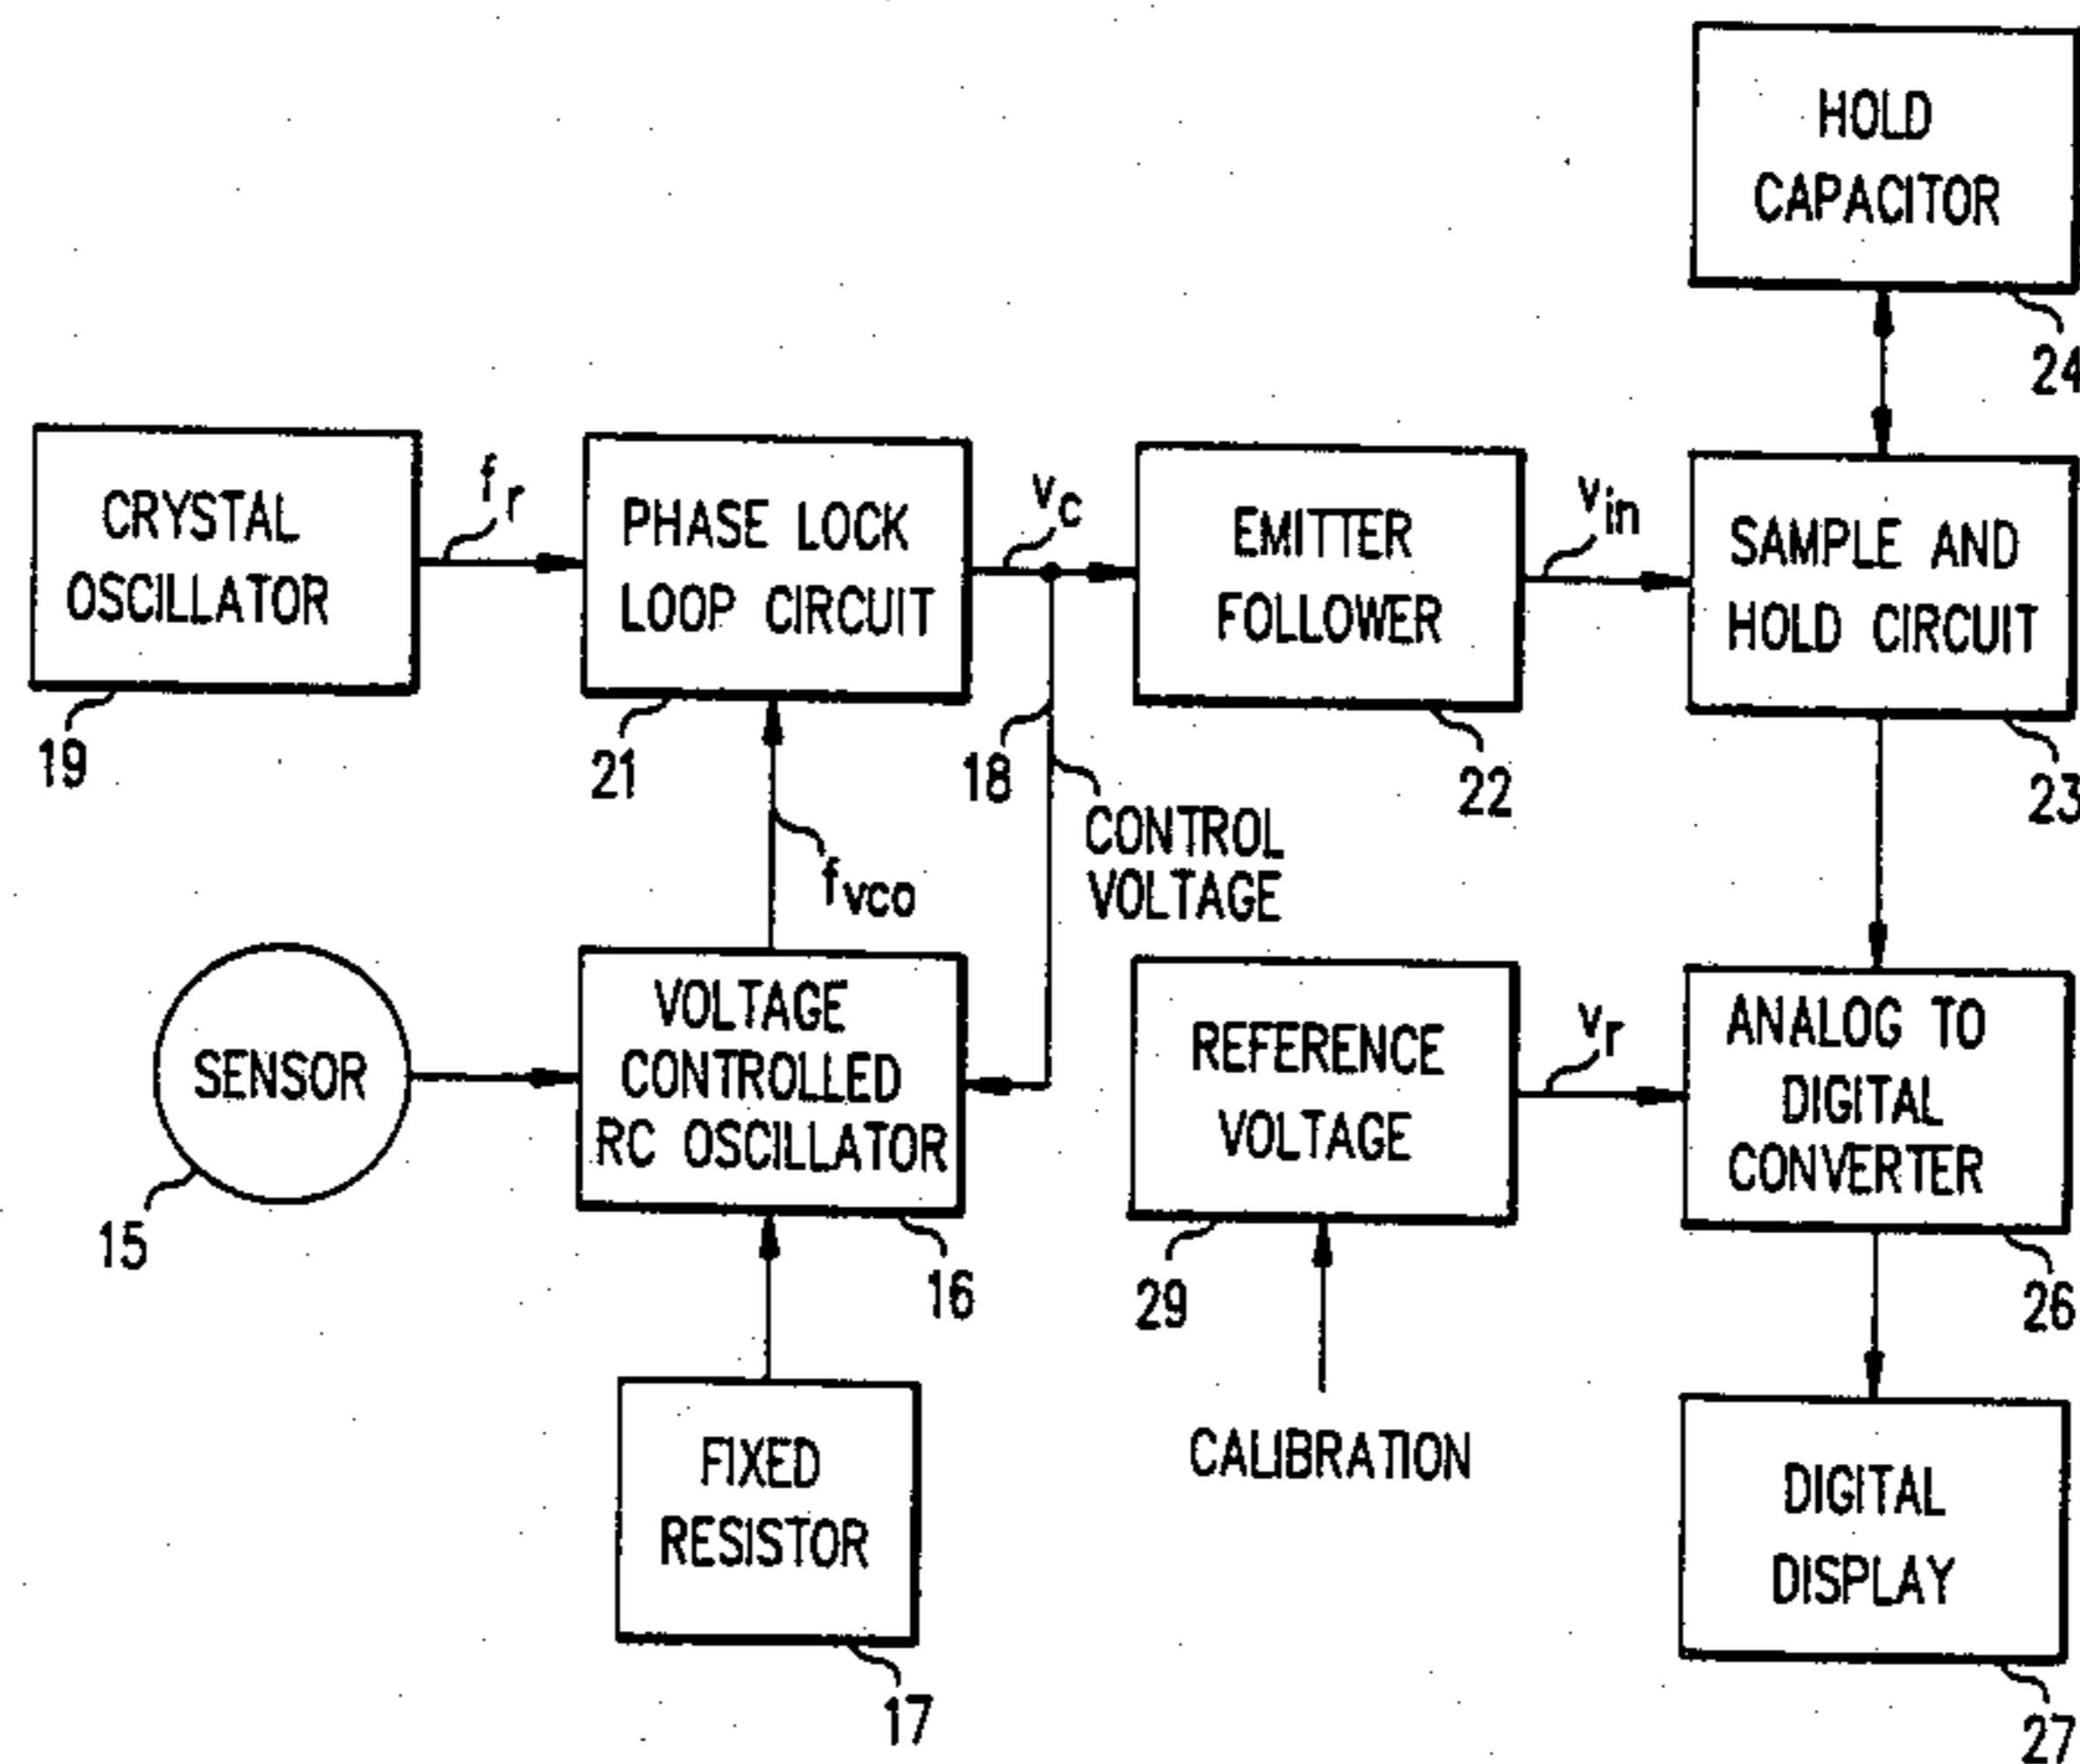 HOLD
CAPACITOR
24
CRYSTAL
OSCILLATOR
19
fr
PHASE LOCK
LOOP CIRCUIT
21
vc
18
CONTROL
VOLTAGE
EMITTER
FOLLOWER
22
vin
SAMPLE AND
HOLD CIRCUIT
23
fvco
SENSOR
15
VOLTAGE
CONTROLLED
RC OSCILLATOR
16
REFERENCE
VOLTAGE
29
vr
ANALOG TO
DIGITAL
CONVERTER
26
FIXED
RESISTOR
17
CALIBRATION
DIGITAL
DISPLAY
27